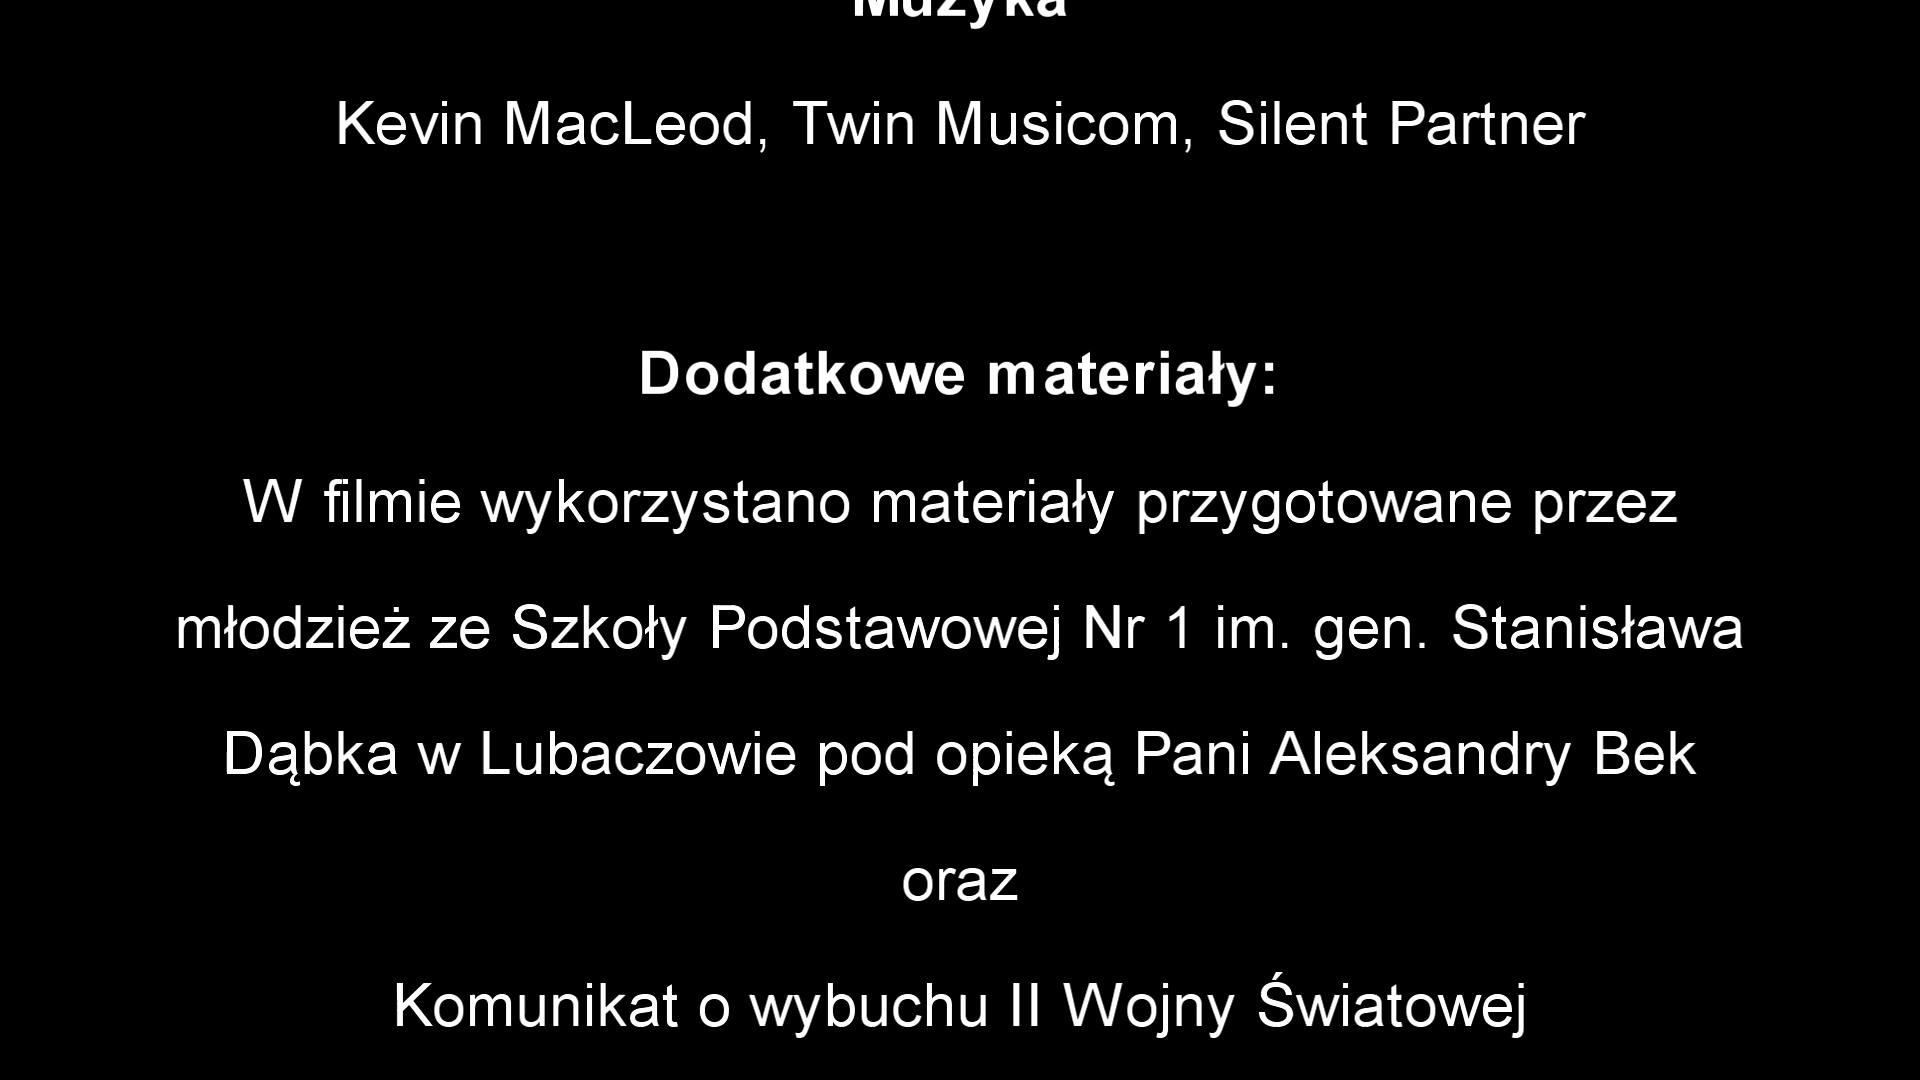 Muzyka
Kevin MacLeod, Twin Musicom, Silent Partner
Dodatkowe materiały:
W filmie wykorzystano materiały przygotowane przez
młodzież ze Szkoły Podstawowej Nr 1 im. gen. Stanisława
Dąbka w Lubaczowie pod opieką Pani Aleksandry Bek
oraz
Komunikat o wybuchu II Wojny Światowej